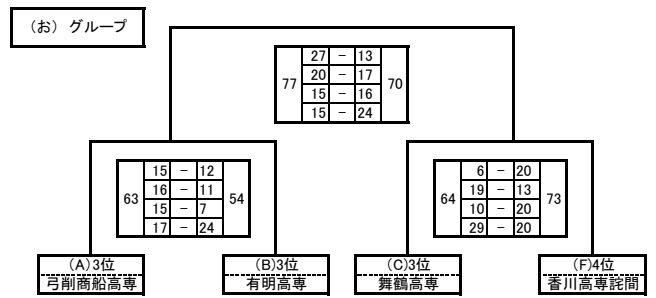 （お）グループ
77 27 - 13 70
20 - 17
15 - 16
15 - 24
63 15 - 12 54
16 - 11
15 - 7
17 - 24
64 6 - 20 73
19 - 13
10 - 20
29 - 20
(A)3位
弓削商船高専
(B)3位
有明高専
(C)3位
舞鶴高専
(F)4位
香川高専詫間